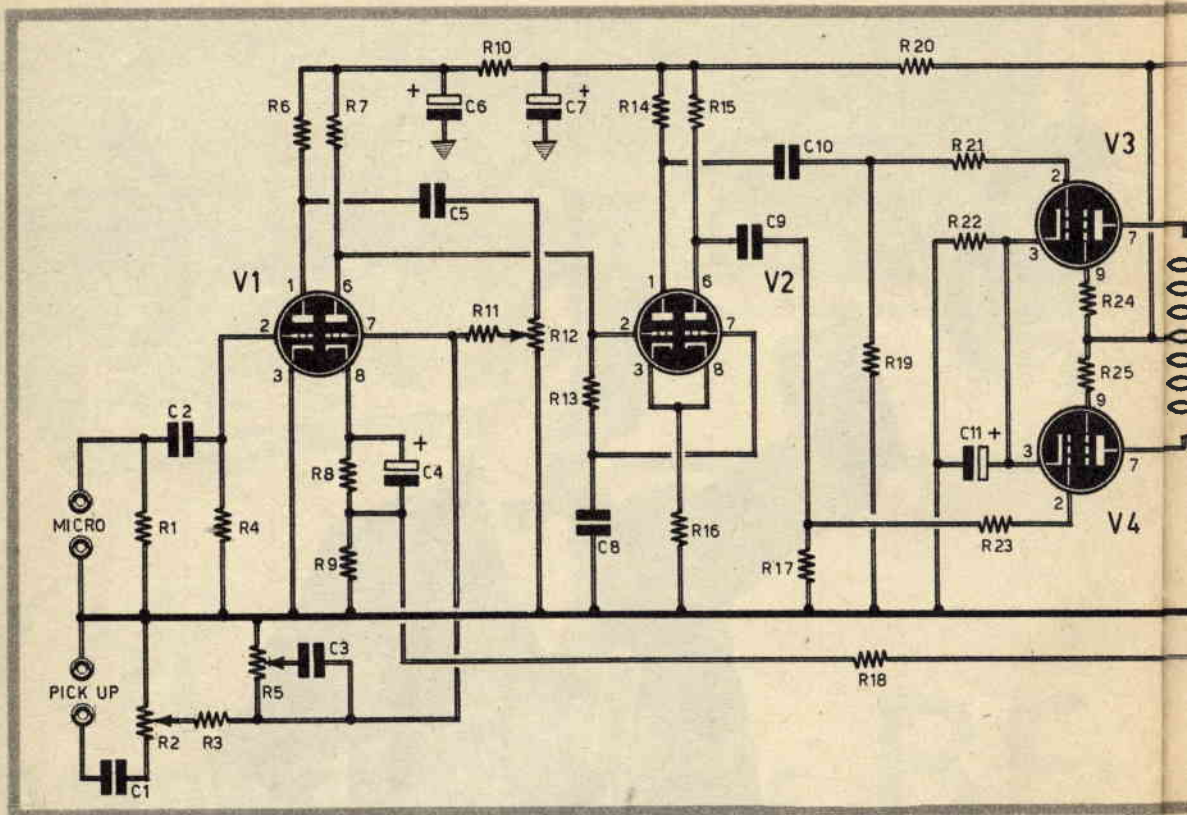 R10
R20
R6
R7
+
C6
C7
+
R14
R15
C10
R21
V3
C5
C9
R22
2
3
7
9
V1
1
6
1
6
V2
R24
2
7
R11
R12
2
7
3
8
3
8
R13
R19
R25
9
C2
+
C11
+
3
7
R8
C4
2
V4
MICRO
R1
R4
C8
R16
R23
R9
R17
C3
PICK UP
R5
R18
R2
R3
C1